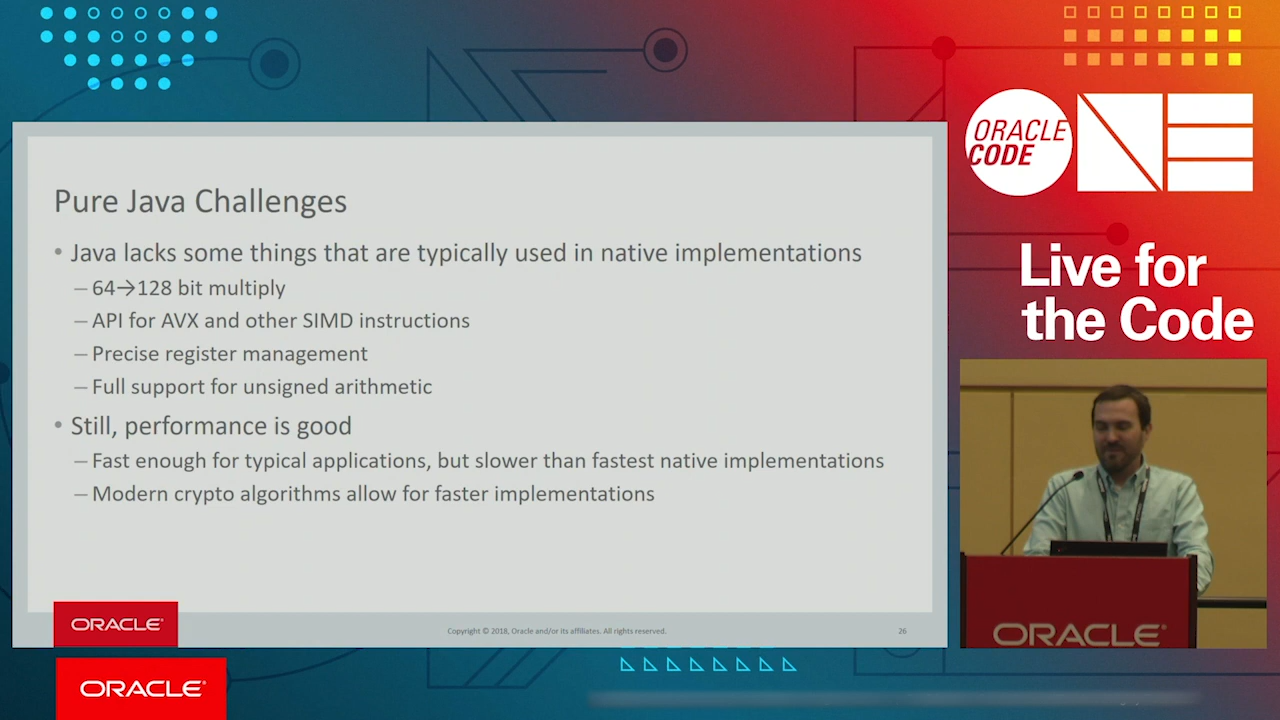 ORACLE
CODE
ONE
Live for
the Code
Pure Java Challenges
• Java lacks some things that are typically used in native implementations
– 64→128 bit multiply
– API for AVX and other SIMD instructions
– Precise register management
– Full support for unsigned arithmetic
• Still, performance is good
– Fast enough for typical applications, but slower than fastest native implementations
– Modern crypto algorithms allow for faster implementations
ORACLE®
Copyright © 2018, Oracle and/or its affiliates. All rights reserved.
26
ORACLE®
ORACLE®